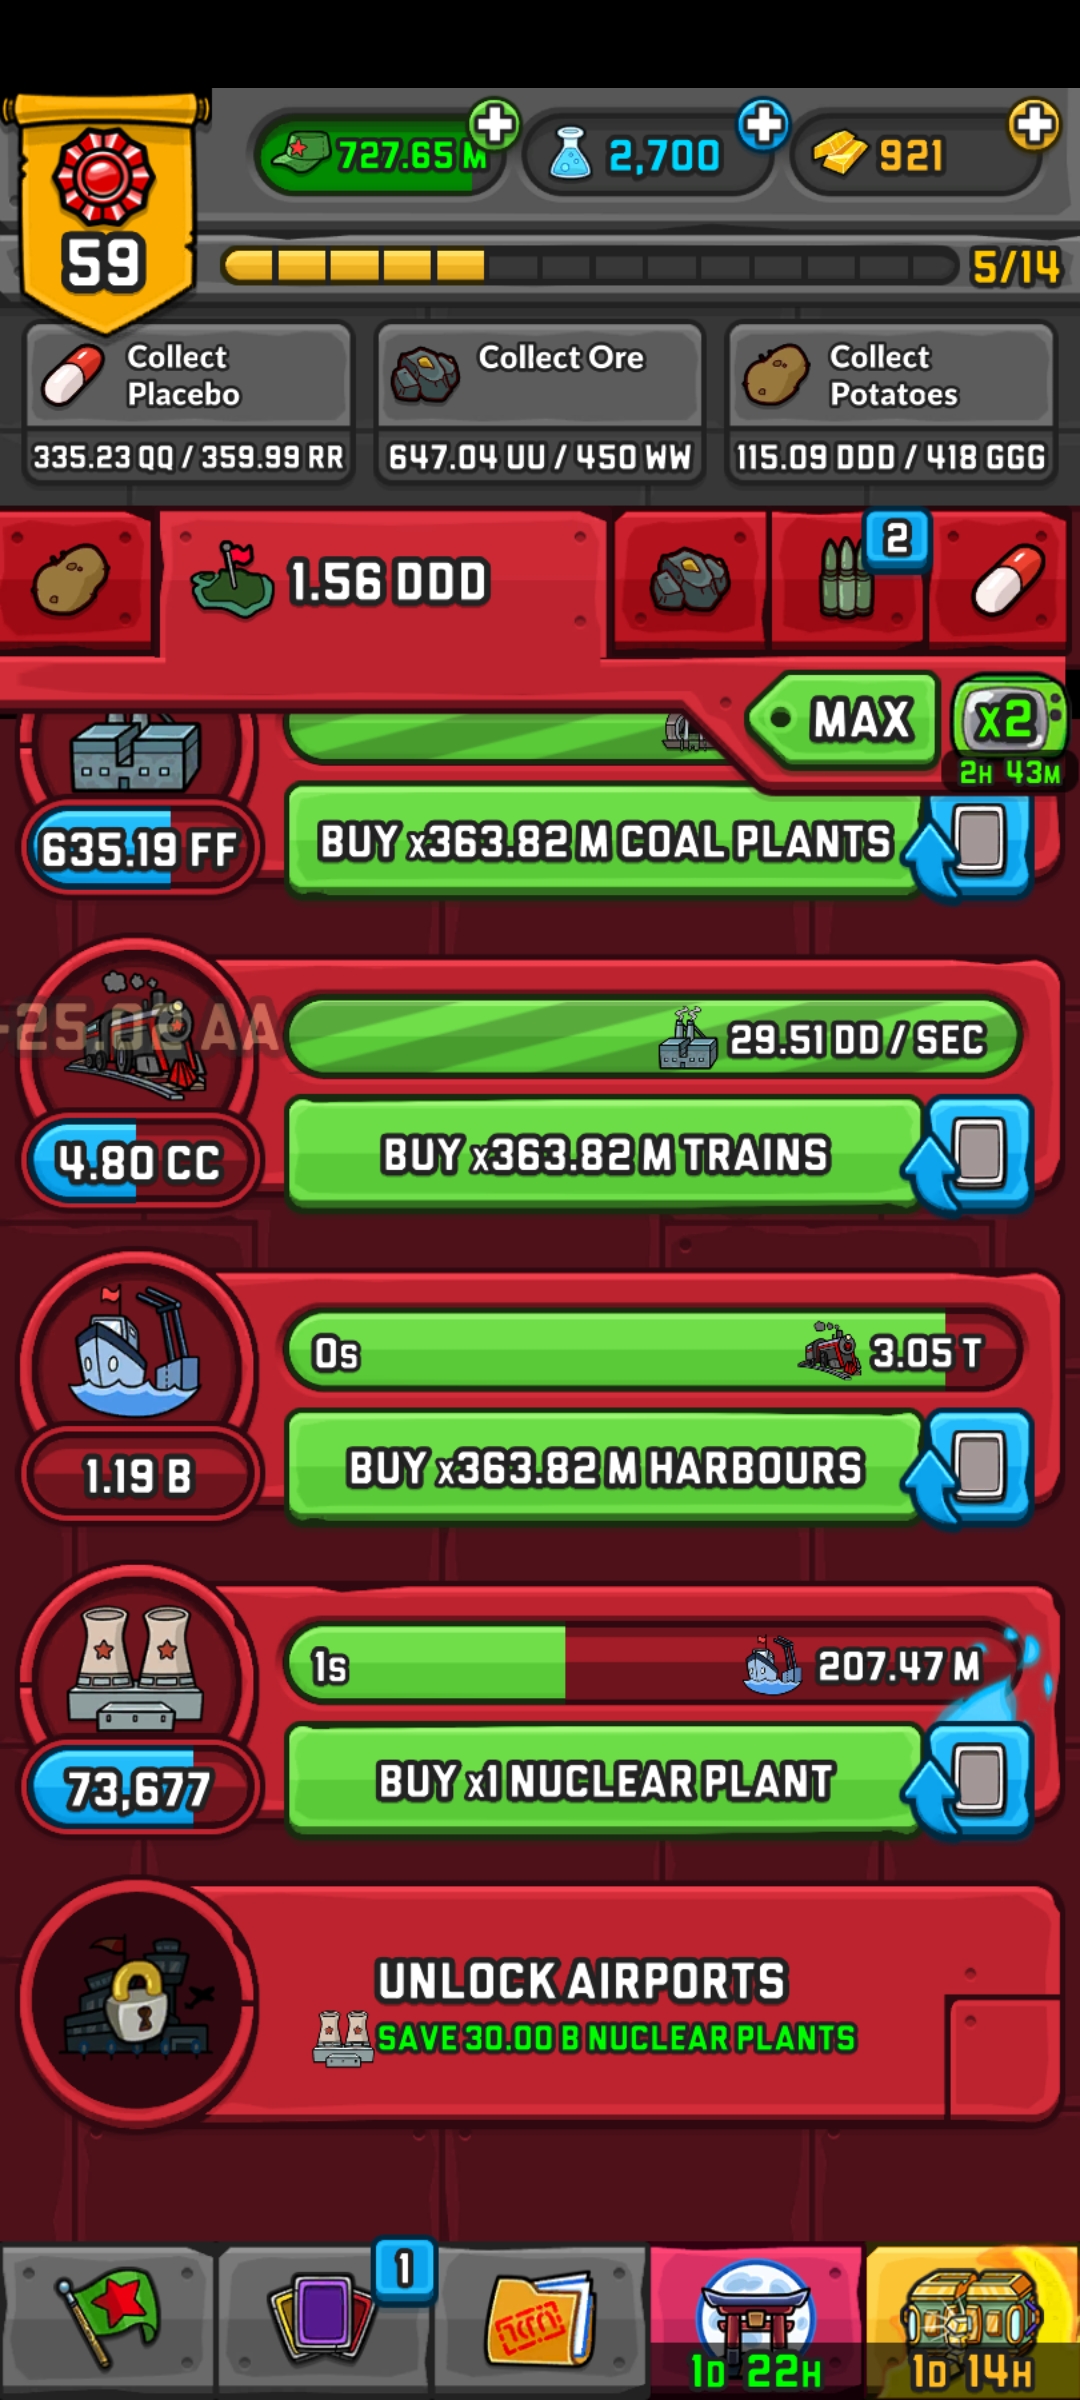 727.65 M
2,700
921
59
5/14
Collect
Placebo
335.23 QQ / 359.99 RR
Collect Ore
647.04 UU / 450 WW
Collect
Potatoes
115.09 DDD / 418 GGG
1.56 DDD
2
MAX
x2
2H 43M
635.19 FF
BUY x363.82 M COAL PLANTS
29.51 DD / SEC
4.80 CC
BUY x363.82 M TRAINS
0s
3.05 T
1.19 B
BUY x363.82 M HARBOURS
1s
207.47 M
73,677
BUY x1 NUCLEAR PLANT
UNLOCK AIRPORTS
SAVE 30.00 B NUCLEAR PLANTS
1
1D 22H
1D 14H